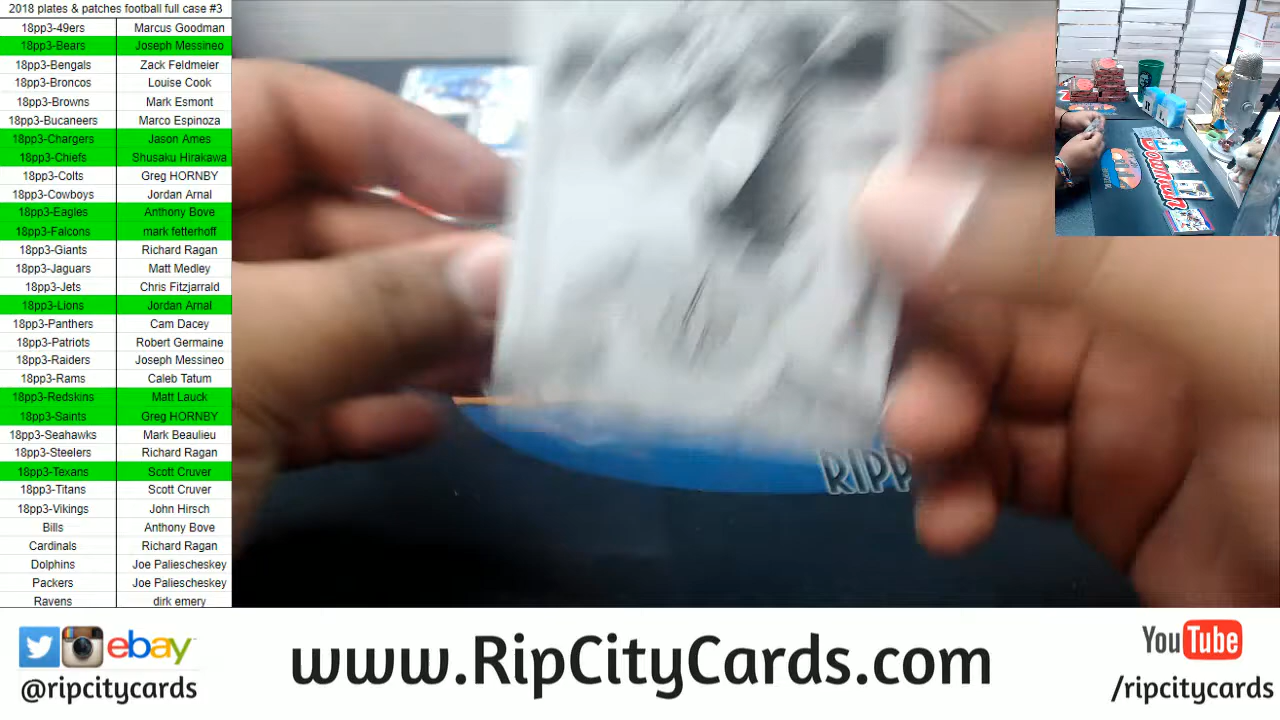 2018 plates & patches football full case #3
18pp3-49ers Marcus Goodman
18pp3-Bears Joseph Messineo
18pp3-Bengals Zack Feldmeier
18pp3-Broncos Louise Cook
18pp3-Browns Mark Esmont
18pp3-Bucaneers Marco Espinoza
18pp3-Chargers Jason Ames
18pp3-Chiefs Shusaku Hirakawa
18pp3-Colts Greg HORNBY
18pp3-Cowboys Jordan Arnal
18pp3-Eagles Anthony Bove
18pp3-Falcons mark fetterhoff
18pp3-Giants Richard Ragan
18pp3-Jaguars Matt Medley
18pp3-Jets Chris Fitzjarrald
18pp3-Lions Jordan Arnal
18pp3-Panthers Cam Dacey
18pp3-Patriots Robert Germaine
18pp3-Raiders Joseph Messineo
18pp3-Rams Caleb Tatum
18pp3-Redskins Matt Lauck
18pp3-Saints Greg HORNBY
18pp3-Seahawks Mark Beaulieu
18pp3-Steelers Richard Ragan
18pp3-Texans Scott Cruver
18pp3-Titans Scott Cruver
18pp3-Vikings John Hirsch
Bills Anthony Bove
Cardinals Richard Ragan
Dolphins Joe Paliescheskey
Packers Joe Paliescheskey
Ravens dirk emery
RIPP
ebay
@ripcitycards
www.RipCityCards.com
YouTube
/ripcitycards